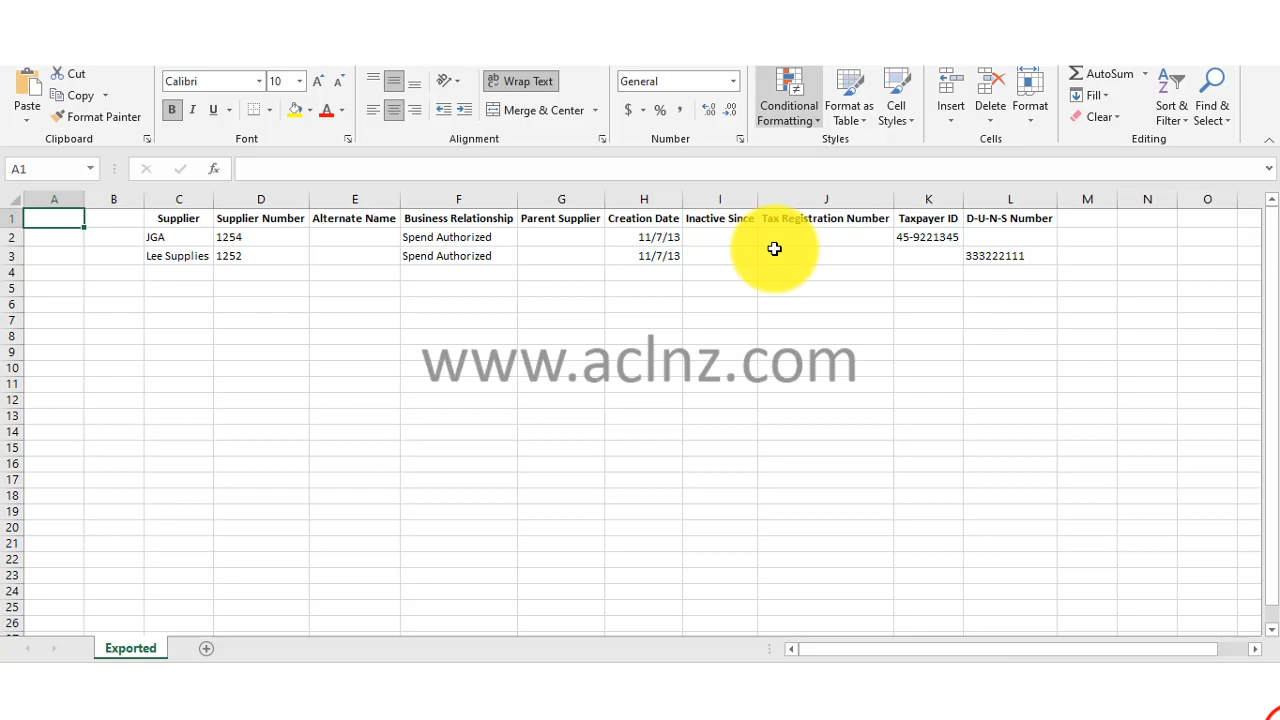 Cut
Calibri 10 A A
ab Wrap Text
General
Paste
Copy
Format Painter
B I U A
Merge & Center
$ % ,
Conditional Formatting
Format as Table
Cell Styles
Insert
Delete
Format
AutoSum
Fill
Clear
Sort & Filter
Find & Select
Clipboard Font Alignment Number Styles Cells Editing
A1 fx
A B C D E F G H I J K L M N O
1 Supplier Supplier Number Alternate Name Business Relationship Parent Supplier Creation Date Inactive Since Tax Registration Number Taxpayer ID D-U-N-S Number
2 JGA 1254 Spend Authorized 11/7/13 45-9221345
3 Lee Supplies 1252 Spend Authorized 11/7/13 333222111
4
5
6
7
8
9
www.aclnz.com
10
11
12
13
14
15
16
17
18
19
20
21
22
23
24
25
26
Exported